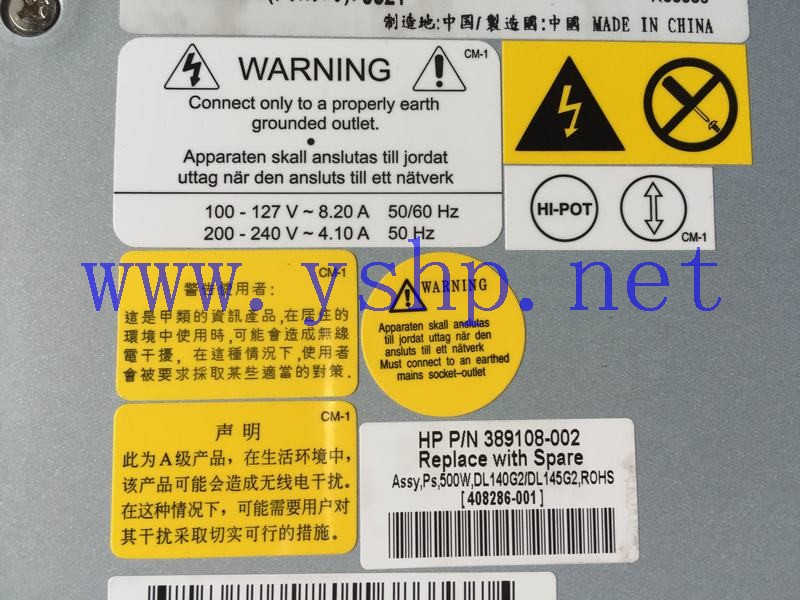 制造地:中国/製造國:中國 MADE IN CHINA
WARNING
CM-1
Connect only to a properly earth
grounded outlet.
•
Apparaten skall anslutas till jordat
uttag när den ansluts till ett nätverk
100 - 127 V ~ 8.20 A 50/60 Hz
200 - 240 V ~ 4.10 A 50 Hz
HI-POT
CM-1
www.yshp.net
CM-1
警告使用者:
這是甲類的資訊產品,在居住的
環境中使用時,可能會造成無線
電干擾, 在這種情況下,使用者
會被要求採取某些適當的對策.
WARNING
Apparaten skall anslutas
till jordat uttag när den
ansluts till ett nätverk
Must connect to an earthed
mains socket-outlet
CM-1
声 明
此为A级产品，在生活环境中,
该产品可能会造成无线电干扰。
在这种情况下，可能需要用户对
其干扰采取切实可行的措施。
HP P/N 389108-002
Replace with Spare
Assy,Ps,500W,DL140G2/DL145G2,ROHS
[408286-001]